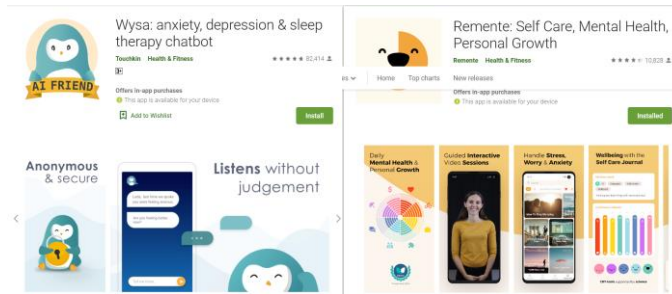 Wysa: anxiety, depression & sleep
therapy chatbot
Touchkin Health & Fitness
82,414
AI FRIEND
Offers in-app purchases
This app is available for your device
Add to Wishlist
Install
Anonymous
& secure
Listens without
judgement
Remente: Self Care, Mental Health,
Personal Growth
Remente Health & Fitness
10,828
Home Top charts New releases
Offers in-app purchases
This app is available for your device
Installed
Daily
Mental Health &
Personal Growth
Guided Interactive
Video Sessions
Handle Stress,
Worry & Anxiety
Wellbeing with the
Self Care Journal